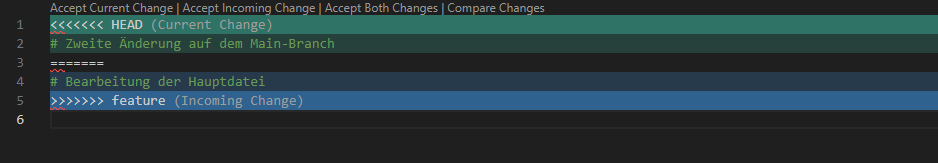 Accept Current Change | Accept Incoming Change | Accept Both Changes | Compare Changes
1 <<<<<<< HEAD (Current Change)
2 # Zweite Änderung auf dem Main-Branch
3 =======
4 # Bearbeitung der Hauptdatei
5 >>>>>>> feature (Incoming Change)
6